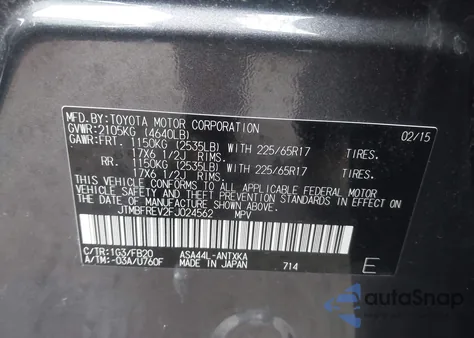 MFD.BY:TOYOTA MOTOR CORPORATION 02/15
GVWR:2105KG (4640LB)
GAWR:FRT. 1150KG (2535LB) WITH 225/65R17 TIRES.
17X6 1/2J RIMS.
RR. 1150KG (2535LB) WITH 225/65R17 TIRES.
17X6 1/2J RIMS.
THIS VEHICLE CONFORMS TO ALL APPLICABLE FEDERAL MOTOR
VEHICLE SAFETY, BUMPER, AND THEFT PREVENTION STANDARDS IN EFFECT ON
THE DATE OF MANUFACTURE SHOWN ABOVE.
JTMBFREV2FJ024562 MPV
C/TR:1G3/FB20 ASA44L-ANTXKA
A/TM:-03A/U760F MADE IN JAPAN 714 E
autoSnap